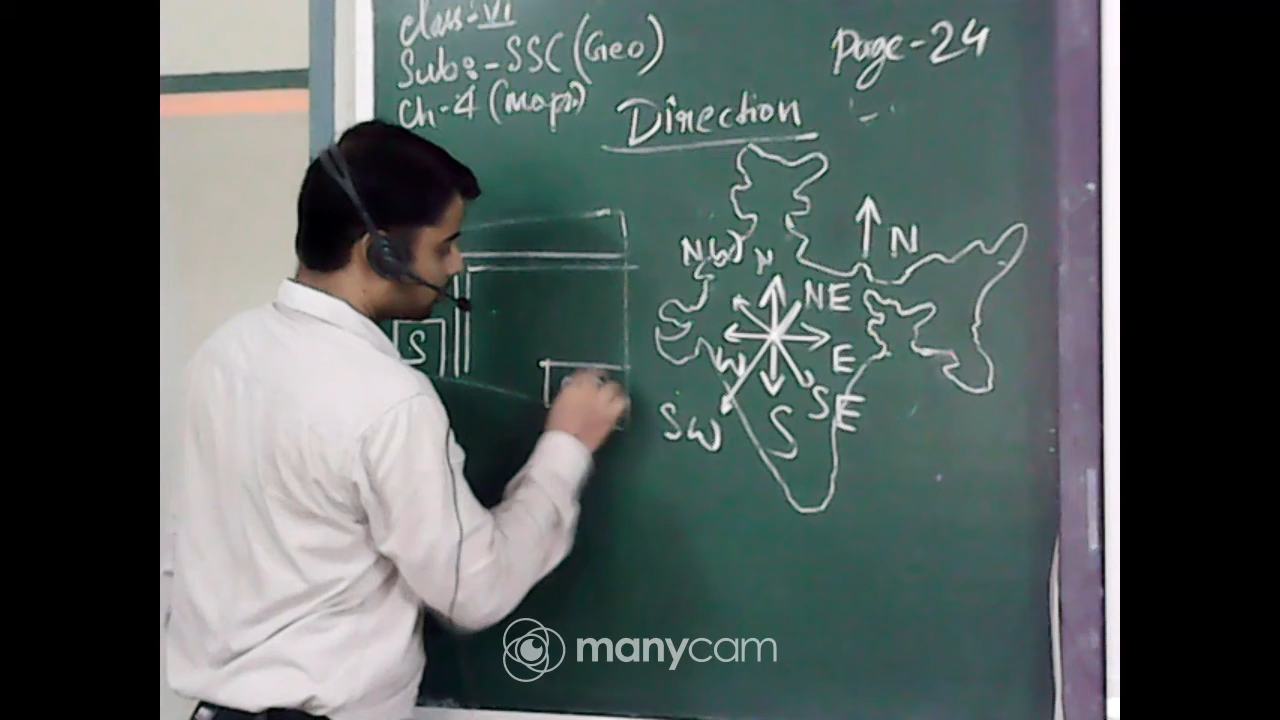 Class-VI
Sub:-SSC (Geo)
Ch-4 (Maps)
Page-24
Direction
N
NW
N
NE
W
E
S
SW
S
SE
manycam